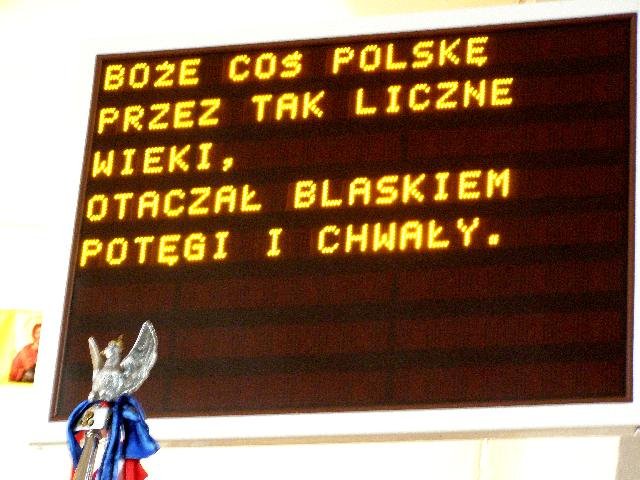 BOŻE COŚ POLSKĘ
PRZEZ TAK LICZNE
WIEKI,
OTACZAŁ BLASKIEM
POTĘGI I CHWAŁY.